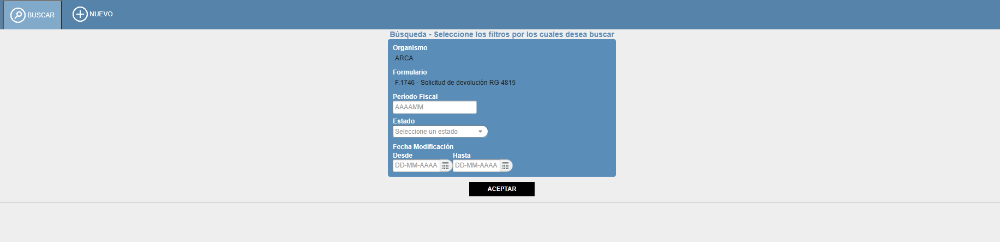 BUSCAR
NUEVO
Búsqueda - Seleccione los filtros por los cuales desea buscar
Organismo
ARCA
Formulario
F.1746 - Solicitud de devolución RG 4815
Período Fiscal
AAAAMM
Estado
Seleccione un estado
Fecha Modificación
Desde Hasta
DD-MM-AAAA DD-MM-AAAA
ACEPTAR